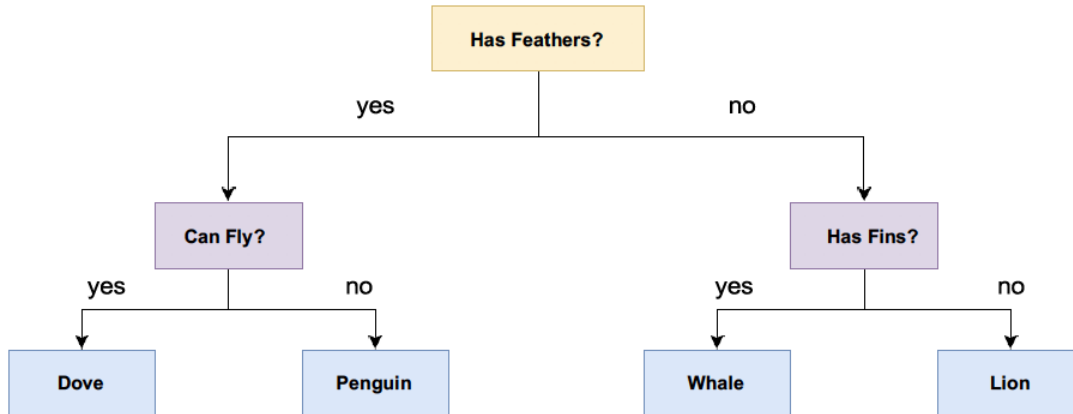 Has Feathers?
yes
no
Can Fly?
Has Fins?
yes
no
yes
no
Dove
Penguin
Whale
Lion